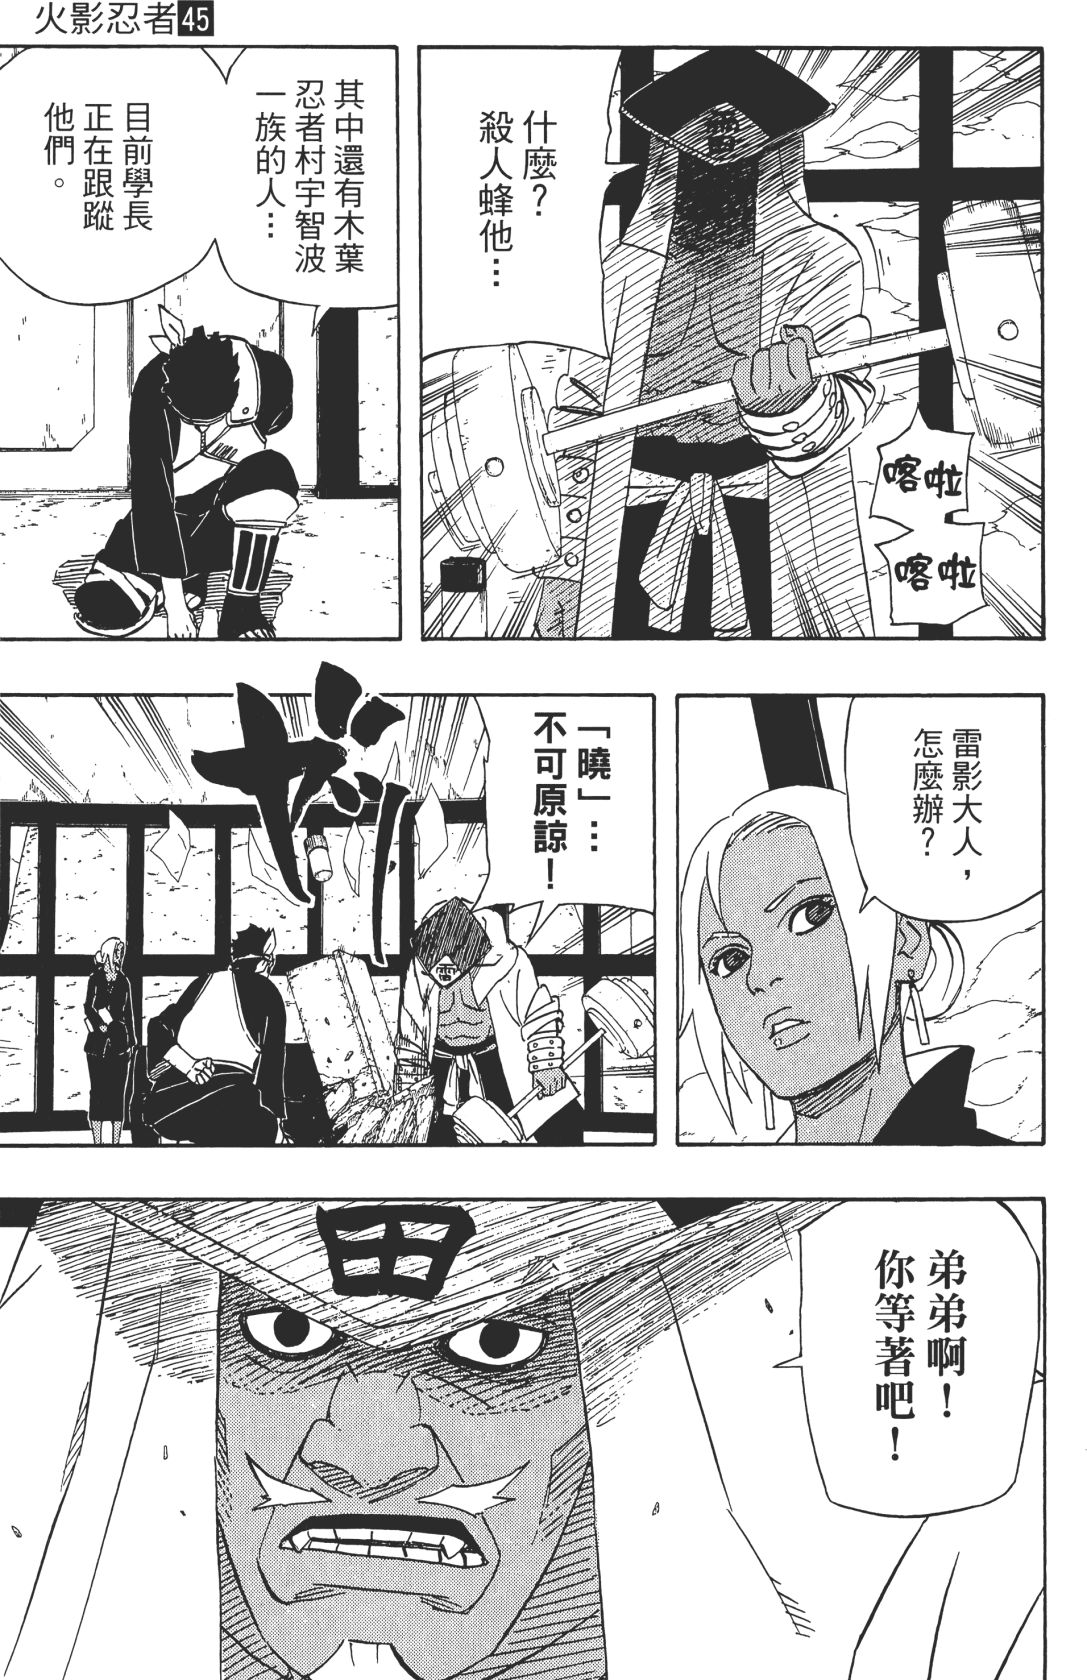 火影忍者45
什麼?
殺人蜂他…
喀啦
喀啦
其中還有木葉
忍者村宇智波
一族的人…
目前學長
正在跟蹤
他們。
雷影大人,
怎麼辦?
「曉」…
不可原諒!
弟弟啊!
你等著吧!